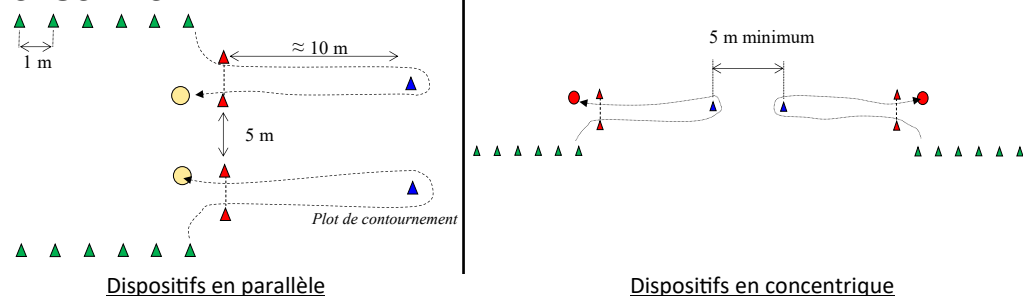 1 m
≈ 10 m
5 m
Plot de contournement
Dispositifs en parallèle
5 m minimum
Dispositifs en concentrique